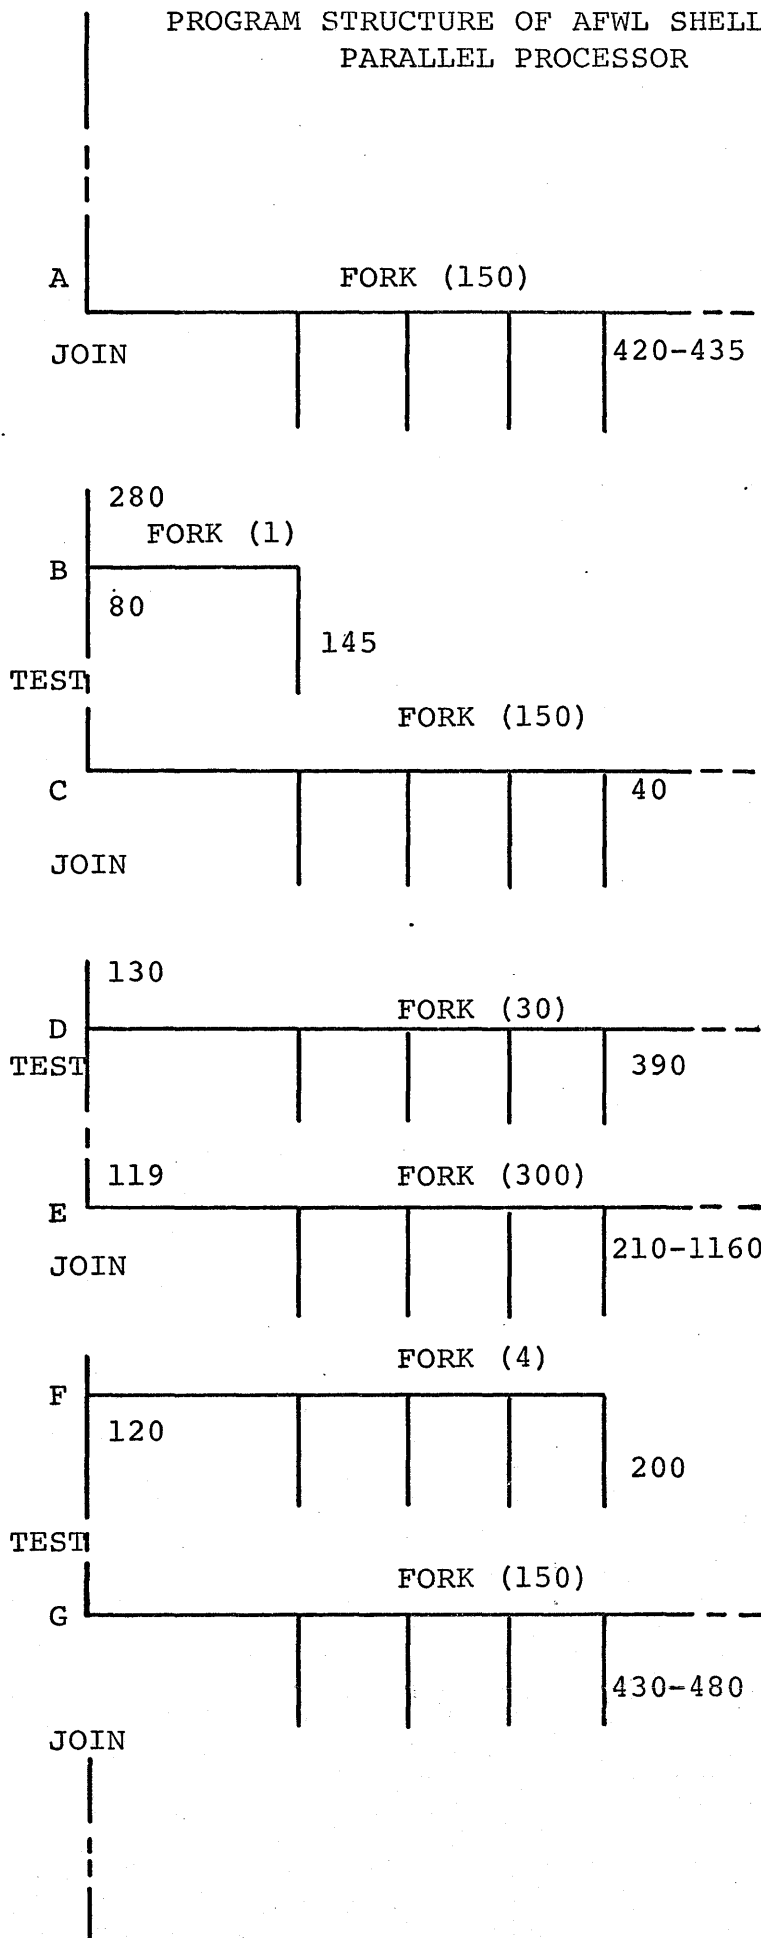 PROGRAM STRUCTURE OF AFWL SHELL
PARALLEL PROCESSOR
A FORK (150)
JOIN 420-435
280
FORK (1)
B
80
145
TEST
FORK (150)
C 40
JOIN
130
FORK (30)
D
TEST 390
119 FORK (300)
E
210-1160
JOIN
FORK (4)
F
120
200
TEST
FORK (150)
G
430-480
JOIN